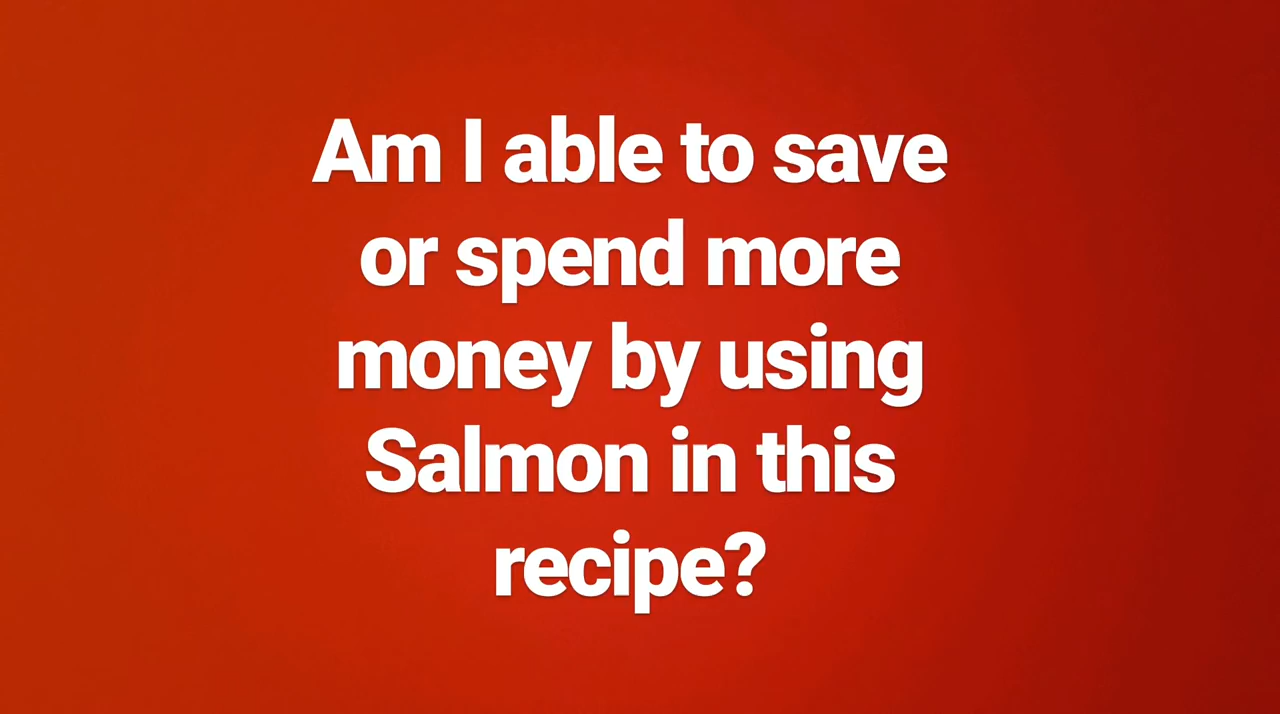 Am I able to save
or spend more
money by using
Salmon in this
recipe?